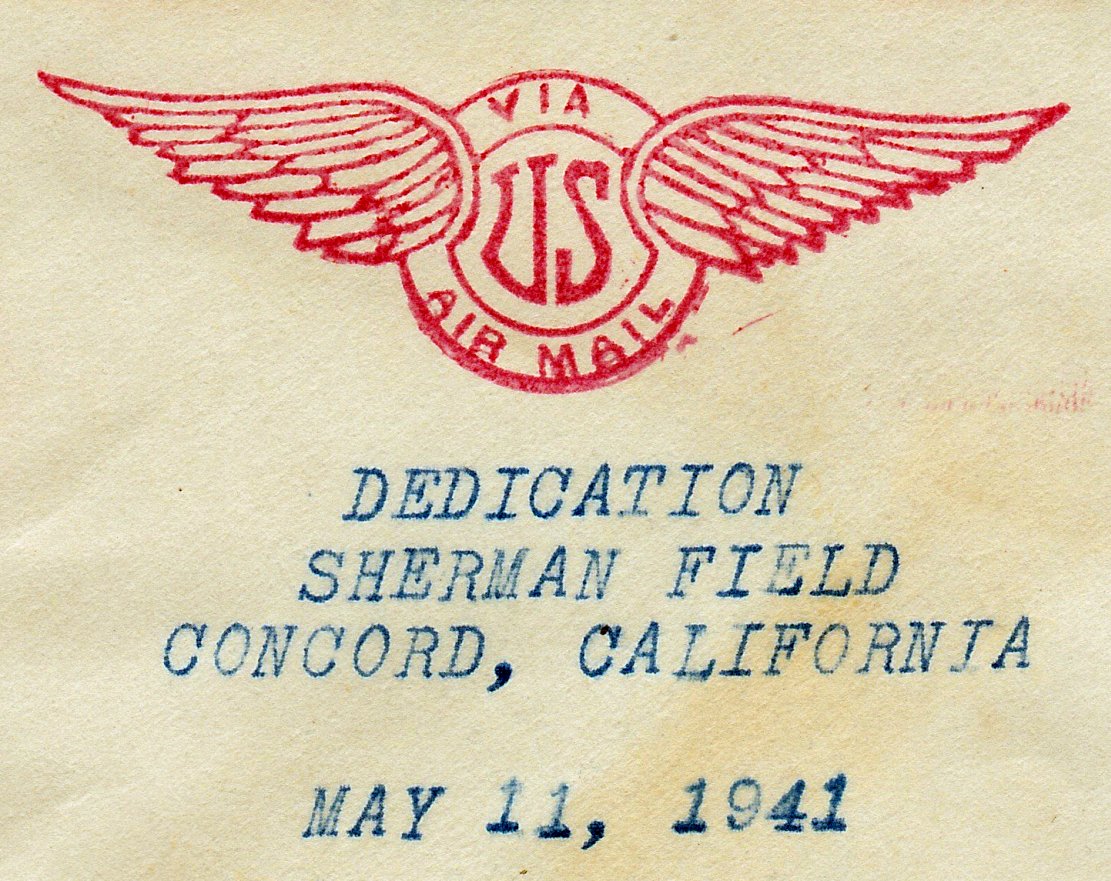 VIA
US
AIR MAIL
DEDICATION
SHERMAN FIELD
CONCORD, CALIFORNIA
MAY 11, 1941